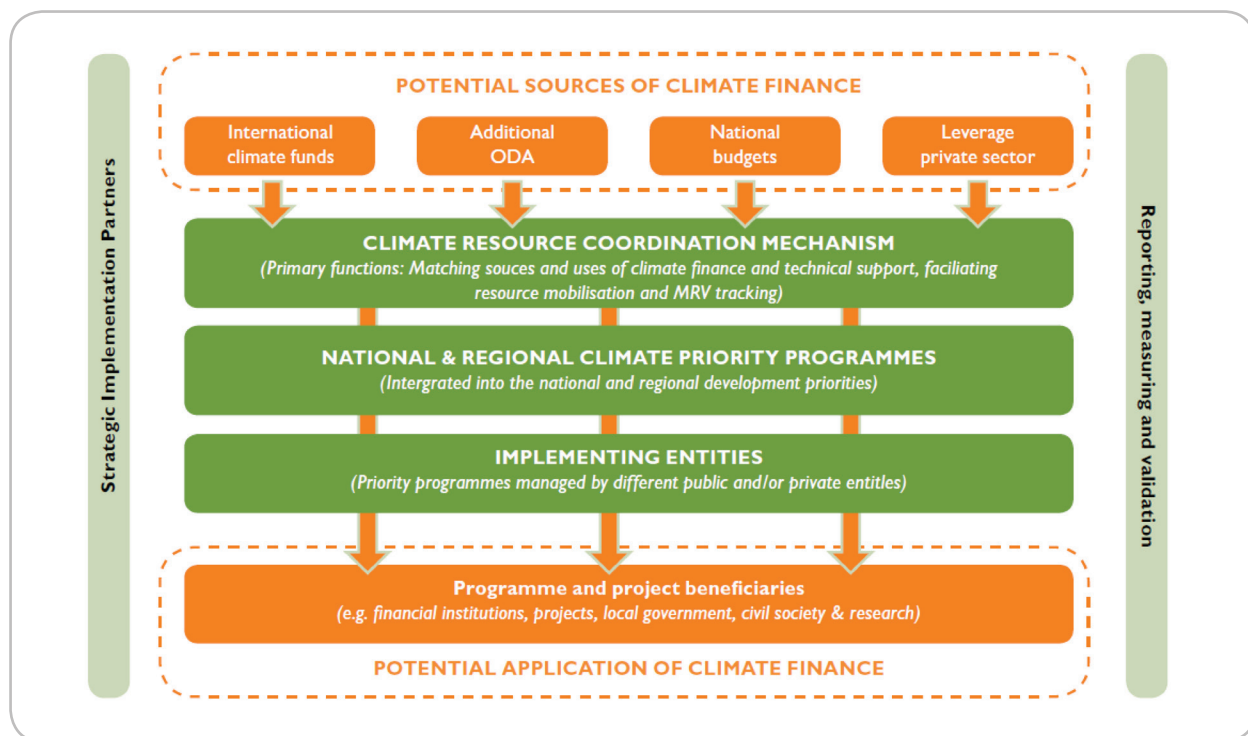 Strategic Implementation Partners
POTENTIAL SOURCES OF CLIMATE FINANCE
International
climate funds
Additional
ODA
National
budgets
Leverage
private sector
CLIMATE RESOURCE COORDINATION MECHANISM
(Primary functions: Matching souces and uses of climate finance and technical support, faciliating
resource mobilisation and MRV tracking)
NATIONAL & REGIONAL CLIMATE PRIORITY PROGRAMMES
(Intergrated into the national and regional development priorities)
IMPLEMENTING ENTITIES
(Priority programmes managed by different public and/or private entitles)
Programme and project beneficiaries
(e.g. financial institutions, projects, local government, civil society & research)
POTENTIAL APPLICATION OF CLIMATE FINANCE
Reporting, measuring and validation